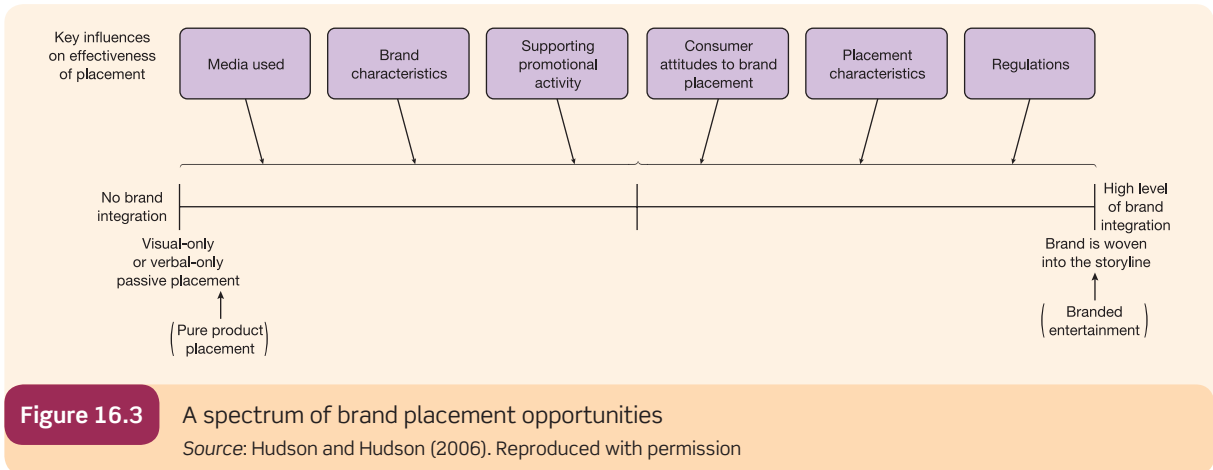 Key influences
on effectiveness
of placement
Media used
Brand
characteristics
Supporting
promotional
activity
Consumer
attitudes to brand
placement
Placement
characteristics
Regulations
No brand
integration
High level
of brand
integration
Visual-only
or verbal-only
passive placement
Brand is woven
into the storyline
(Pure product
placement)
(Branded
entertainment)
Figure 16.3
A spectrum of brand placement opportunities
Source: Hudson and Hudson (2006). Reproduced with permission